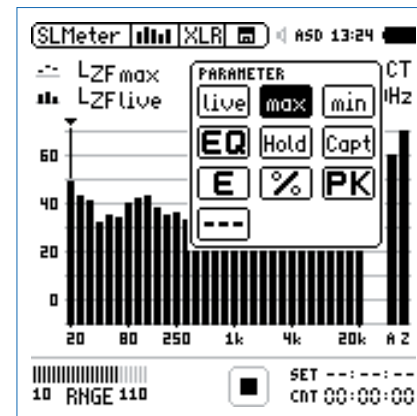 SLMeter XLR ASD 13:24
LZFmax CT
LZFlive Hz
PARAMETER
live max min
EQ Hold Capt
E % PK
---
60
40
20
0
20 80 250 1k 4k 20k A Z
10 RNGE 110
SET --:--:--
CNT 00:00:00